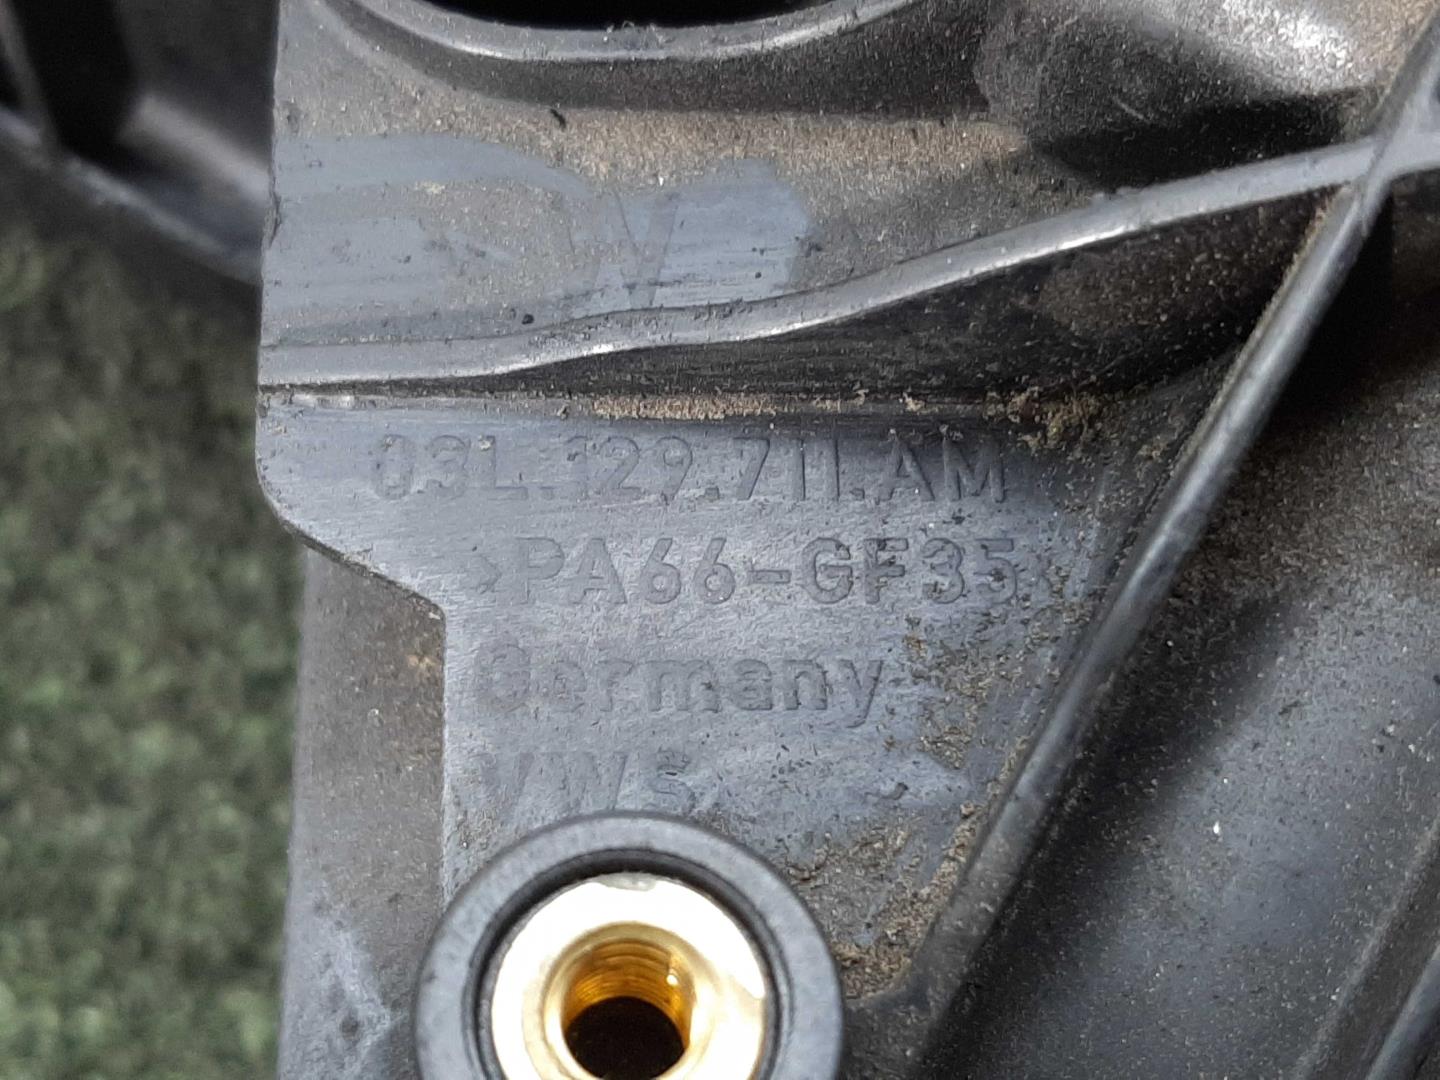 03L.129.711.AM
>PA66-GF35<
Germany
VWS